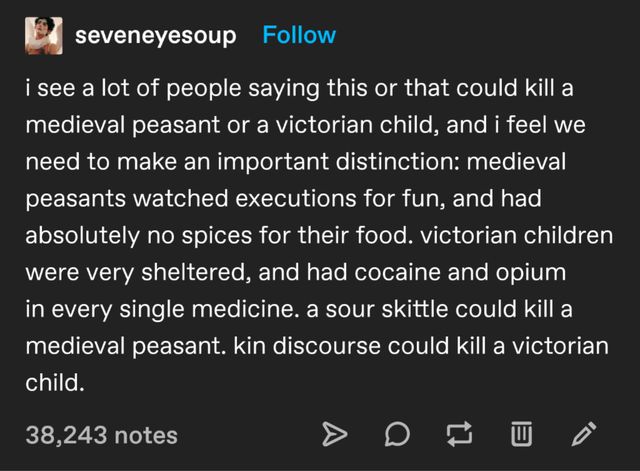 seveneyesoup Follow
i see a lot of people saying this or that could kill a
medieval peasant or a victorian child, and i feel we
need to make an important distinction: medieval
peasants watched executions for fun, and had
absolutely no spices for their food. victorian children
were very sheltered, and had cocaine and opium
in every single medicine. a sour skittle could kill a
medieval peasant. kin discourse could kill a victorian
child.
38,243 notes